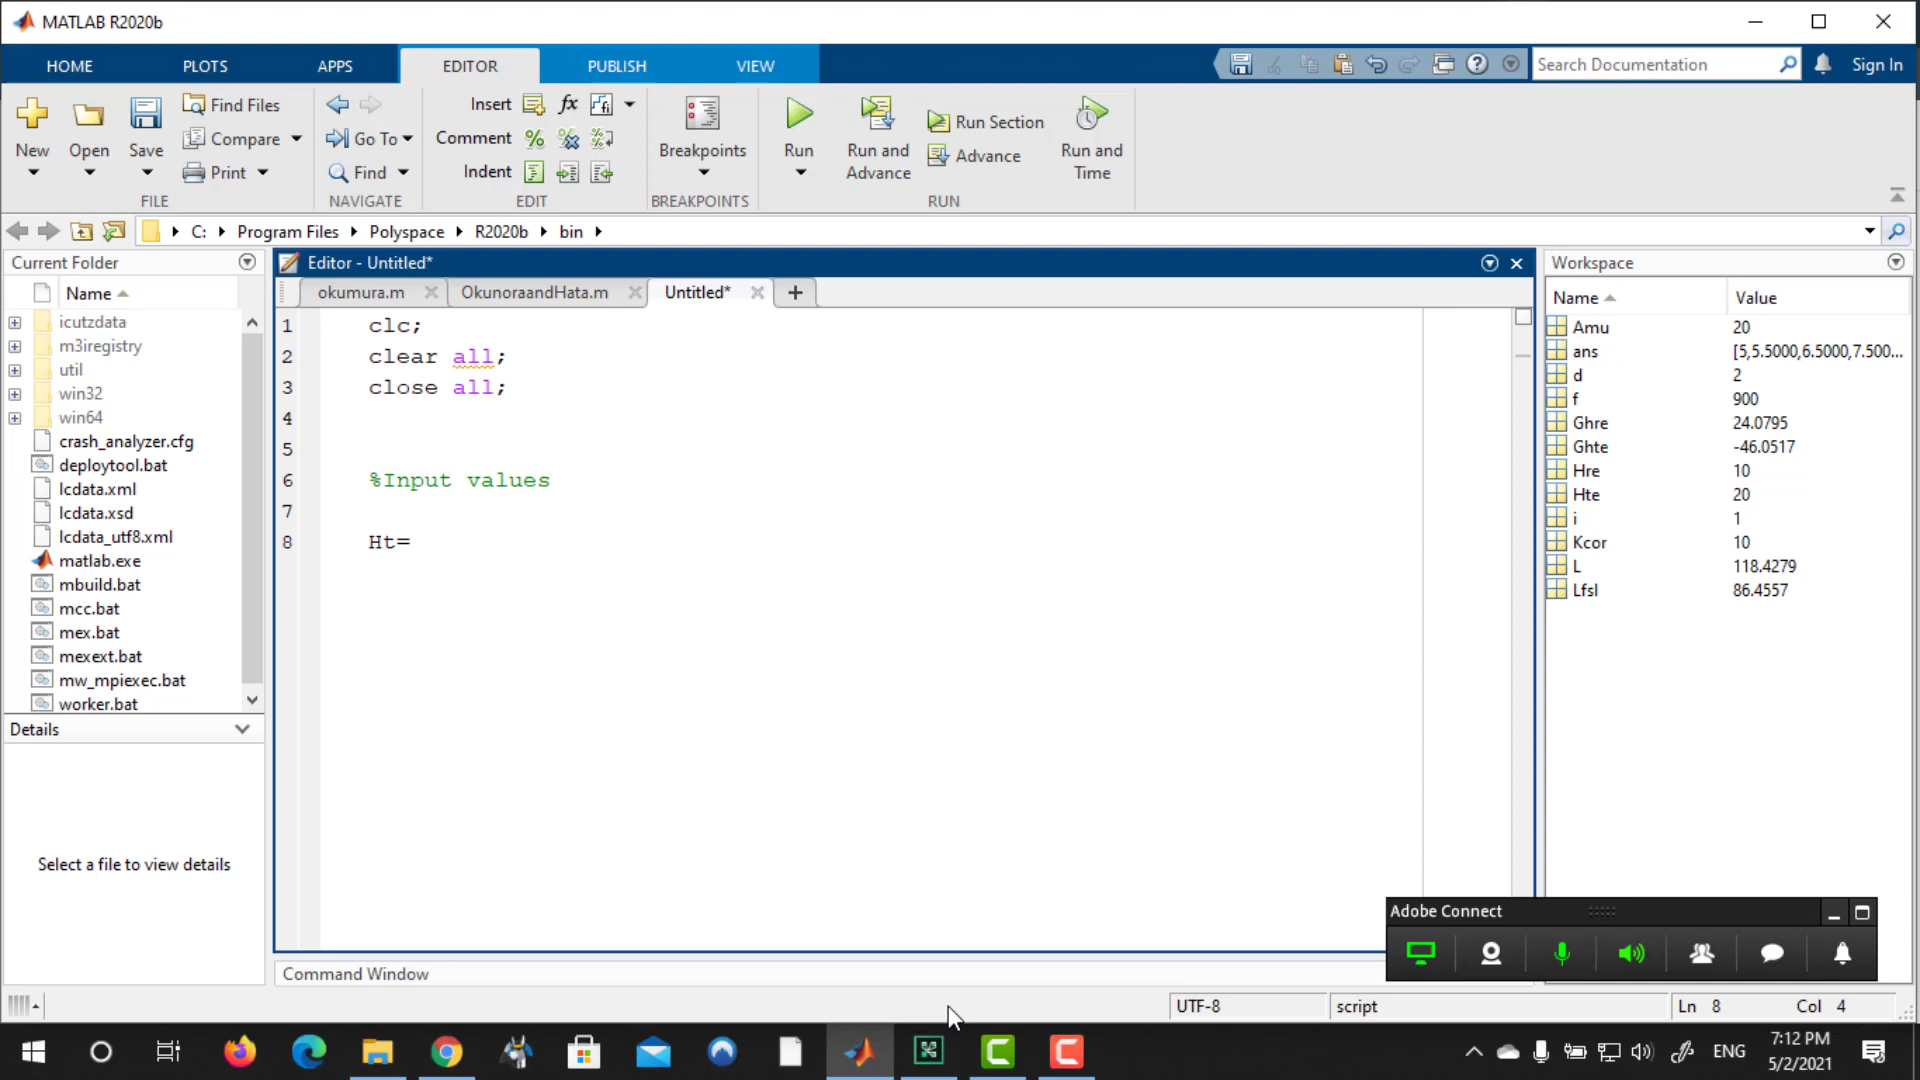 MATLAB R2020b
HOME PLOTS APPS EDITOR PUBLISH VIEW
Search Documentation
Sign In
New Open Save
Find Files
Compare
Print
FILE
Go To
Find
NAVIGATE
Insert fx
Comment
Indent
EDIT
Breakpoints
BREAKPOINTS
Run
Run and Advance
Run Section
Advance
Run and Time
RUN
C: Program Files Polyspace R2020b bin
Current Folder
Name
icutzdata
m3iregistry
util
win32
win64
crash_analyzer.cfg
deploytool.bat
lcdata.xml
lcdata.xsd
lcdata_utf8.xml
matlab.exe
mbuild.bat
mcc.bat
mex.bat
mexext.bat
mw_mpiexec.bat
worker.bat
Details
Select a file to view details
Editor - Untitled*
okumura.m OkunoraandHata.m Untitled*
1 clc;
2 clear all;
3 close all;
4
5
6 %Input values
7
8 Ht=
Command Window
Workspace
Name Value
Amu 20
ans [5,5.5000,6.5000,7.500...
d 2
f 900
Ghre 24.0795
Ghte -46.0517
Hre 10
Hte 20
i 1
Kcor 10
L 118.4279
Lfsl 86.4557
Adobe Connect
UTF-8 script Ln 8 Col 4
ENG
7:12 PM
5/2/2021